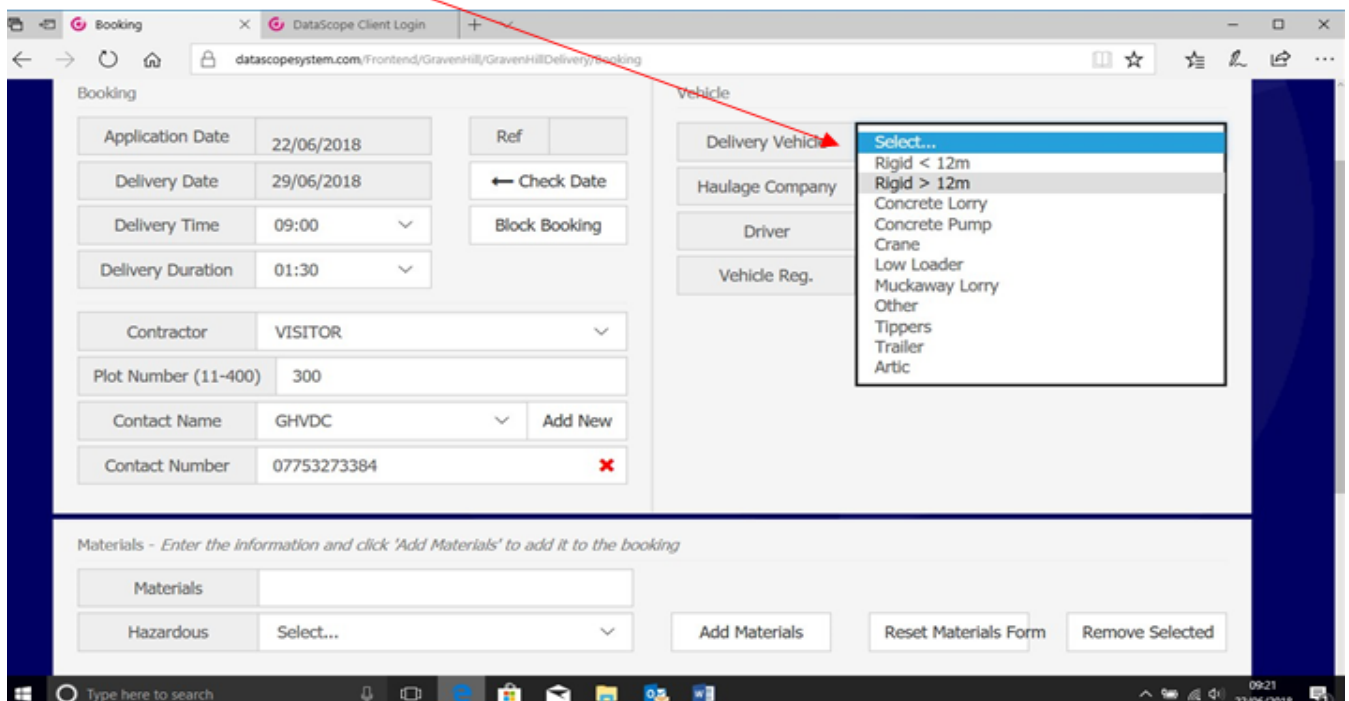 Booking
DataScope Client Login
datascopesystem.com/Frontend/GravenHill/GravenHillDelivery/Booking
Booking
Application Date 22/06/2018 Ref
Delivery Date 29/06/2018 ← Check Date
Delivery Time 09:00 Block Booking
Delivery Duration 01:30
Contractor VISITOR
Plot Number (11-400) 300
Contact Name GHVDC Add New
Contact Number 07753273384
Vehicle
Delivery Vehicle
Haulage Company
Driver
Vehicle Reg.
Select...
Rigid < 12m
Rigid > 12m
Concrete Lorry
Concrete Pump
Crane
Low Loader
Muckaway Lorry
Other
Tippers
Trailer
Artic
Materials - Enter the information and click 'Add Materials' to add it to the booking
Materials
Hazardous Select... Add Materials Reset Materials Form Remove Selected
Type here to search
09:21
22/06/2018